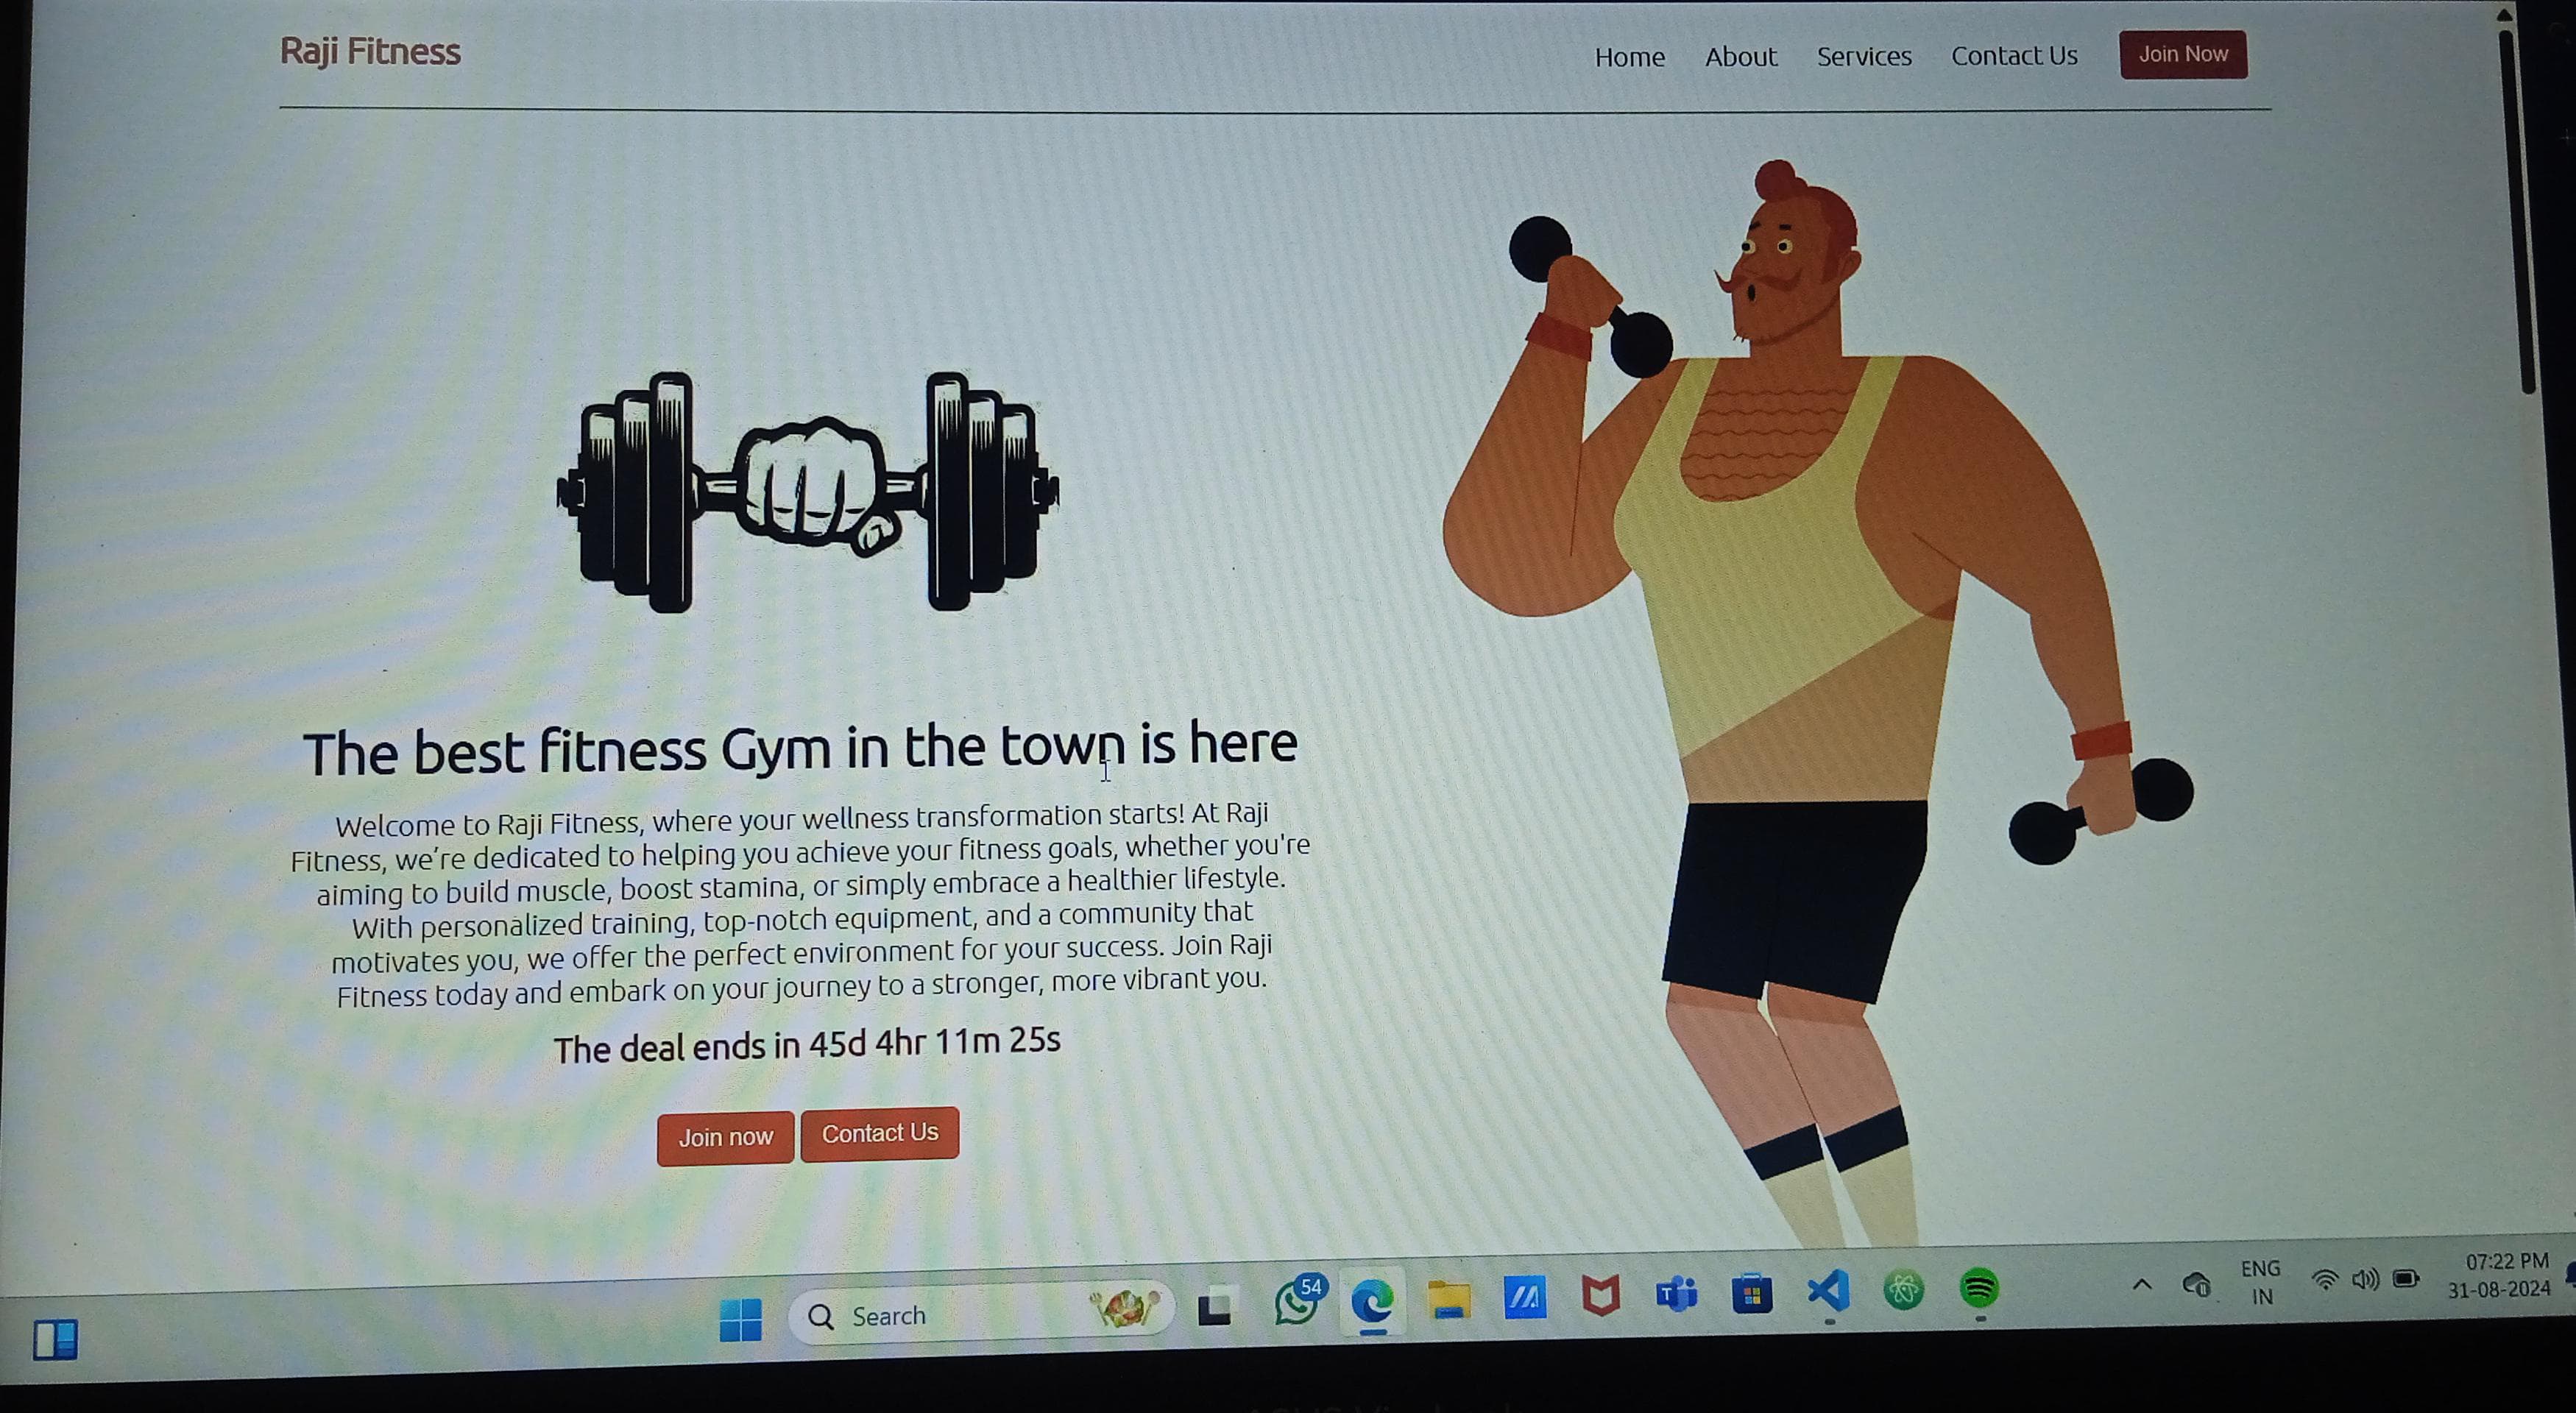 Raji Fitness
Home About Services Contact Us Join Now
The best fitness Gym in the town is here
Welcome to Raji Fitness, where your wellness transformation starts! At Raji
Fitness, we’re dedicated to helping you achieve your fitness goals, whether you're
aiming to build muscle, boost stamina, or simply embrace a healthier lifestyle.
With personalized training, top-notch equipment, and a community that
motivates you, we offer the perfect environment for your success. Join Raji
Fitness today and embark on your journey to a stronger, more vibrant you.
The deal ends in 45d 4hr 11m 25s
Join now Contact Us
Search
54
ENG
IN
07:22 PM
31-08-2024